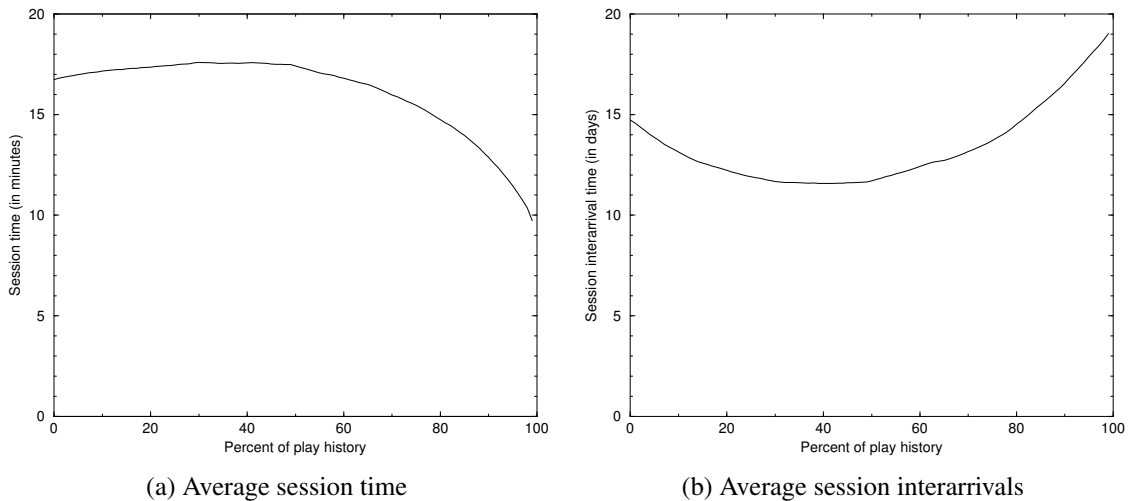 20
15
10
5
0
Session time (in minutes)
0 20 40 60 80 100
Percent of play history
(a) Average session time
20
15
10
5
0
Session interarrival time (in days)
0 20 40 60 80 100
Percent of play history
(b) Average session interarrivals